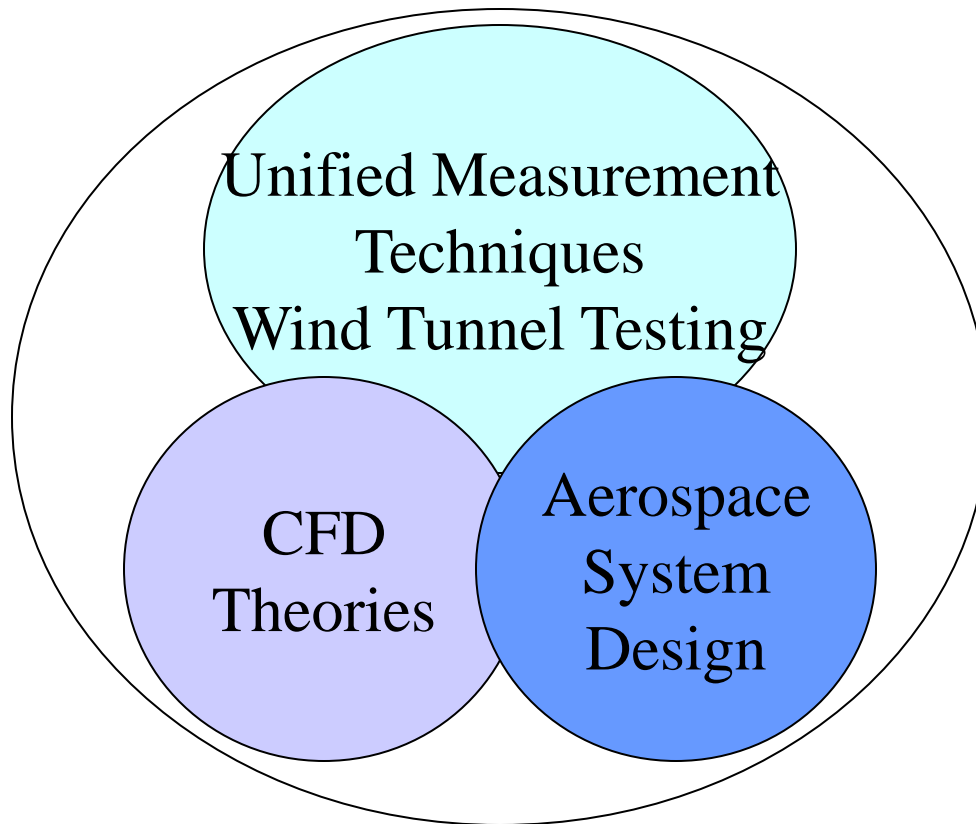 Unified Measurement
Techniques
Wind Tunnel Testing
CFD
Theories
Aerospace
System
Design